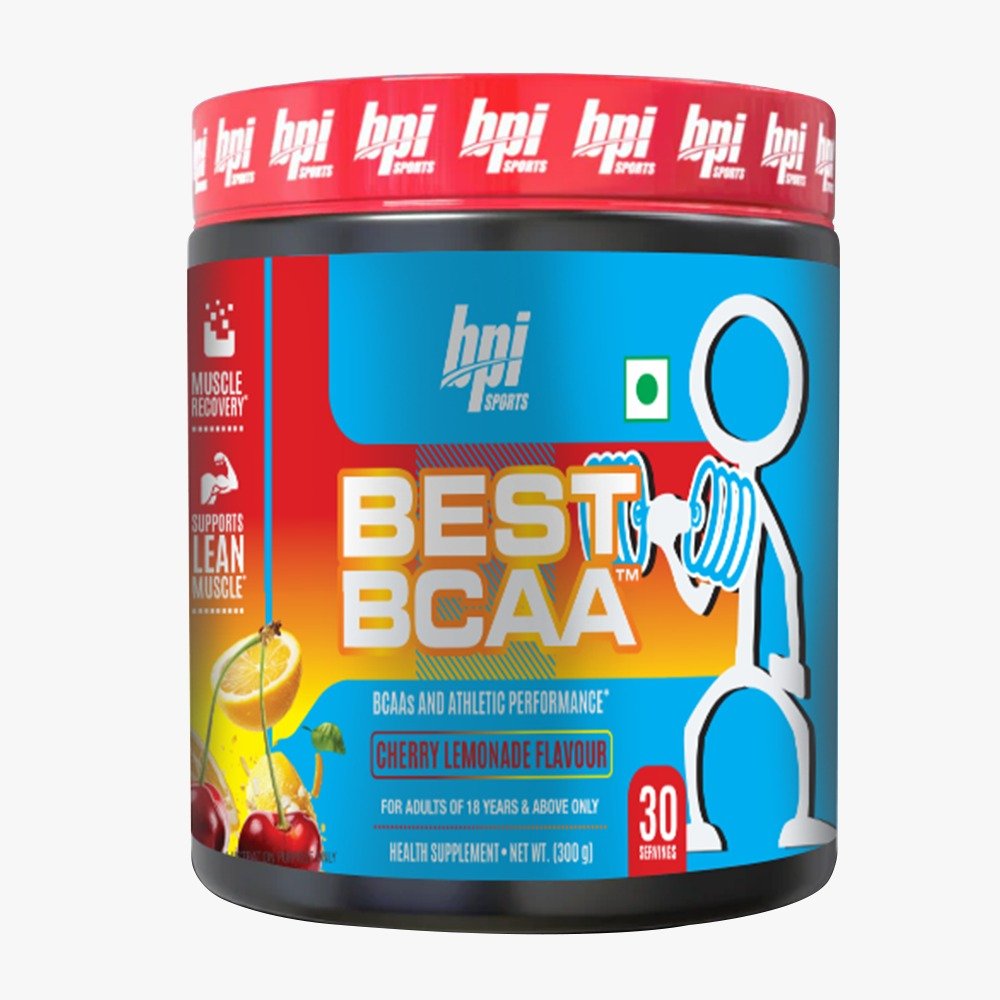 bpi SPORTS bpi SPORTS bpi SPORTS bpi SPORTS bpi SPORTS bpi SPORTS bpi SPORTS
bpi
SPORTS
MUSCLE
RECOVERY*
SUPPORTS
LEAN
MUSCLE*
BEST
BCAA™
BCAAs AND ATHLETIC PERFORMANCE*
CHERRY LEMONADE FLAVOUR
FOR ADULTS OF 18 YEARS & ABOVE ONLY
HEALTH SUPPLEMENT • NET WT. (300 g)
30
SERVINGS